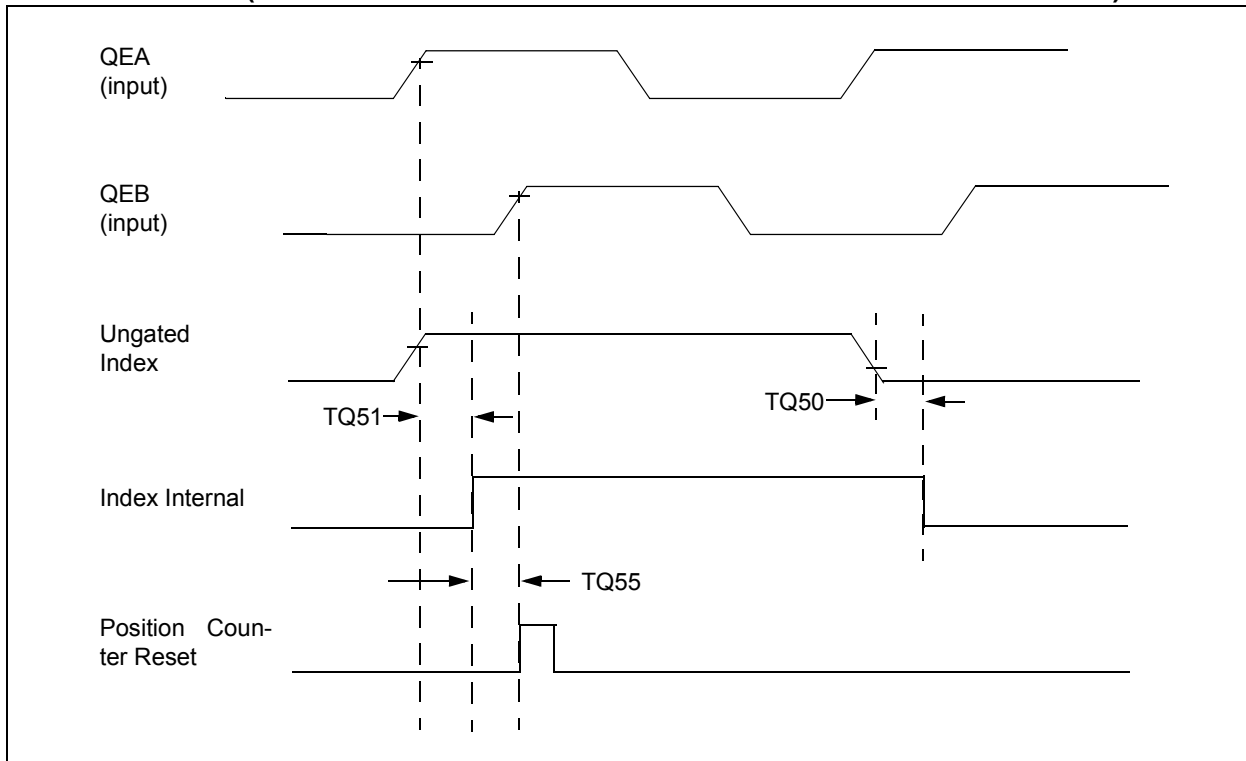 QEA
(input)
QEB
(input)
Ungated
Index
TQ51
TQ50
Index Internal
TQ55
Position Coun-
ter Reset